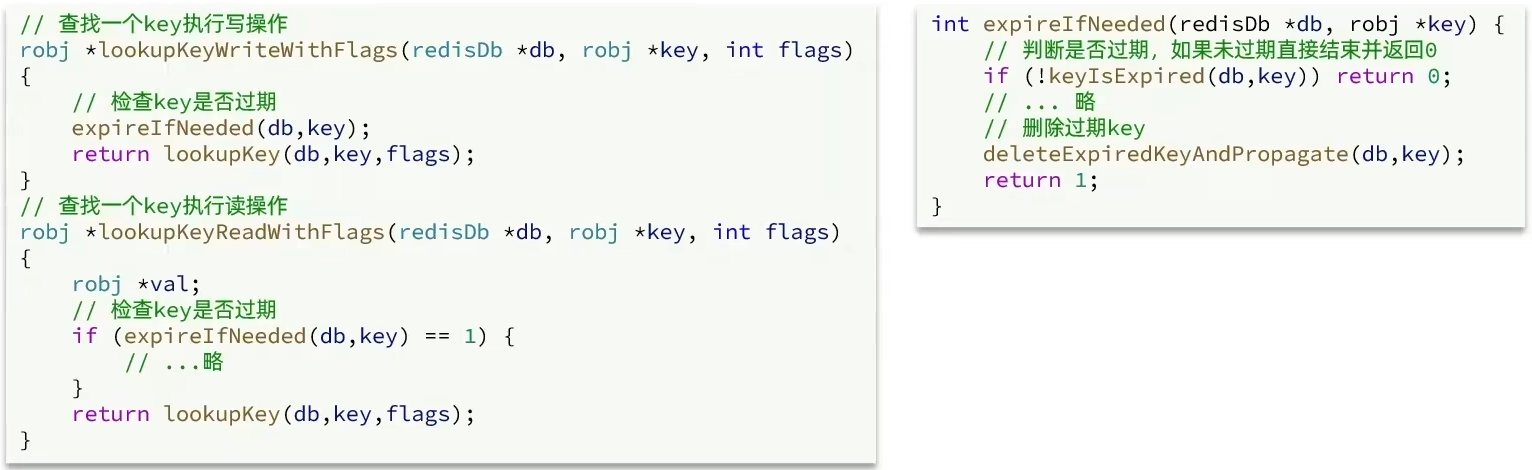 // 查找一个key执行写操作
robj *lookupKeyWriteWithFlags(redisDb *db, robj *key, int flags)
{
    // 检查key是否过期
    expireIfNeeded(db,key);
    return lookupKey(db,key,flags);
}
// 查找一个key执行读操作
robj *lookupKeyReadWithFlags(redisDb *db, robj *key, int flags)
{
    robj *val;
    // 检查key是否过期
    if (expireIfNeeded(db,key) == 1) {
        // ...略
    }
    return lookupKey(db,key,flags);
}
int expireIfNeeded(redisDb *db, robj *key) {
    // 判断是否过期，如果未过期直接结束并返回0
    if (!keyIsExpired(db,key)) return 0;
    // ... 略
    // 删除过期key
    deleteExpiredKeyAndPropagate(db,key);
    return 1;
}